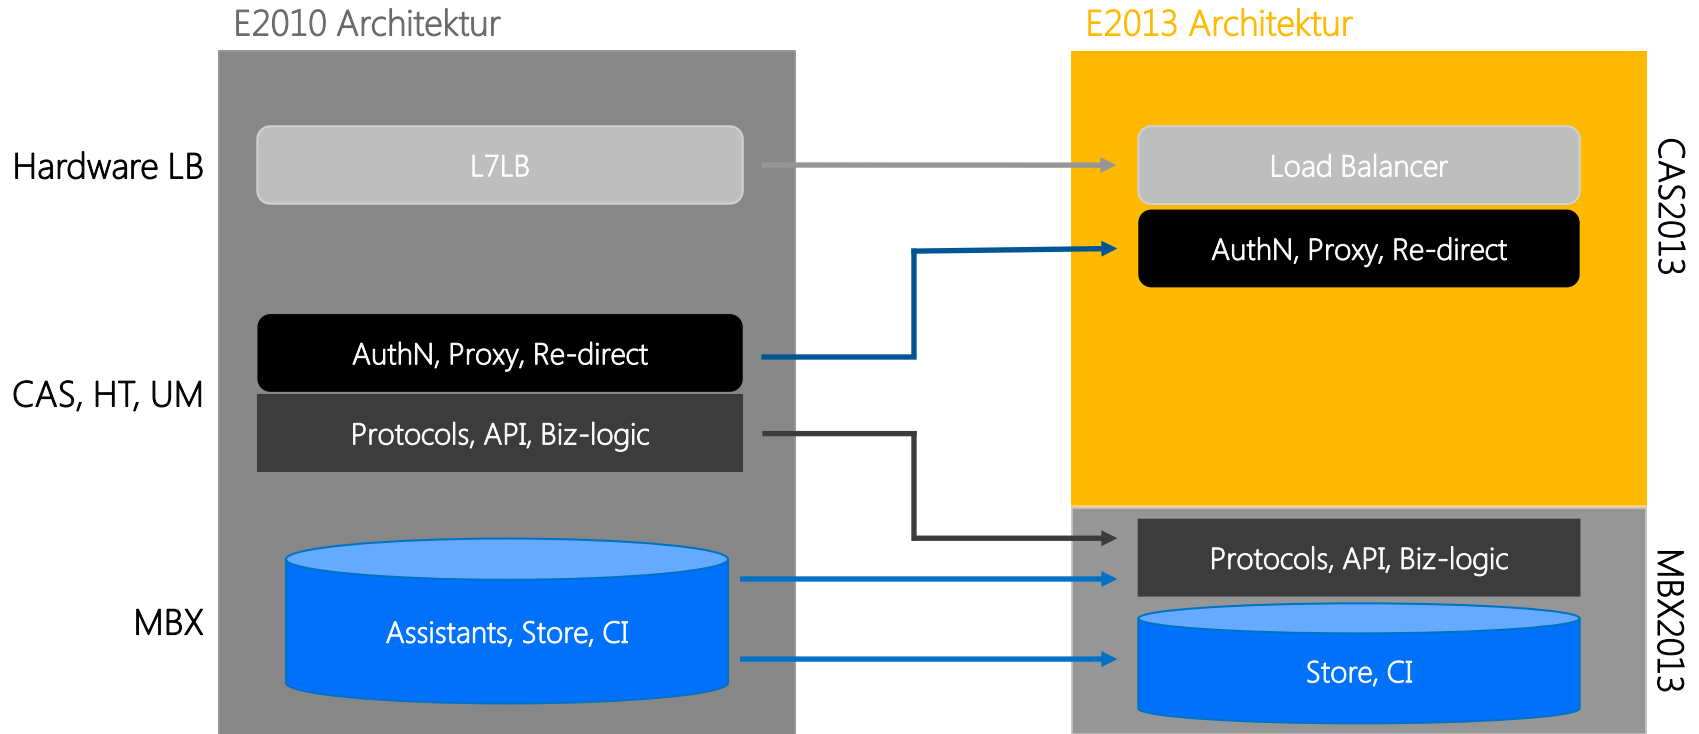 E2010 Architektur
E2013 Architektur
Hardware LB
L7LB
Load Balancer
CAS2013
AuthN, Proxy, Re-direct
CAS, HT, UM
AuthN, Proxy, Re-direct
Protocols, API, Biz-logic
Protocols, API, Biz-logic
MBX
Assistants, Store, CI
Store, CI
MBX2013